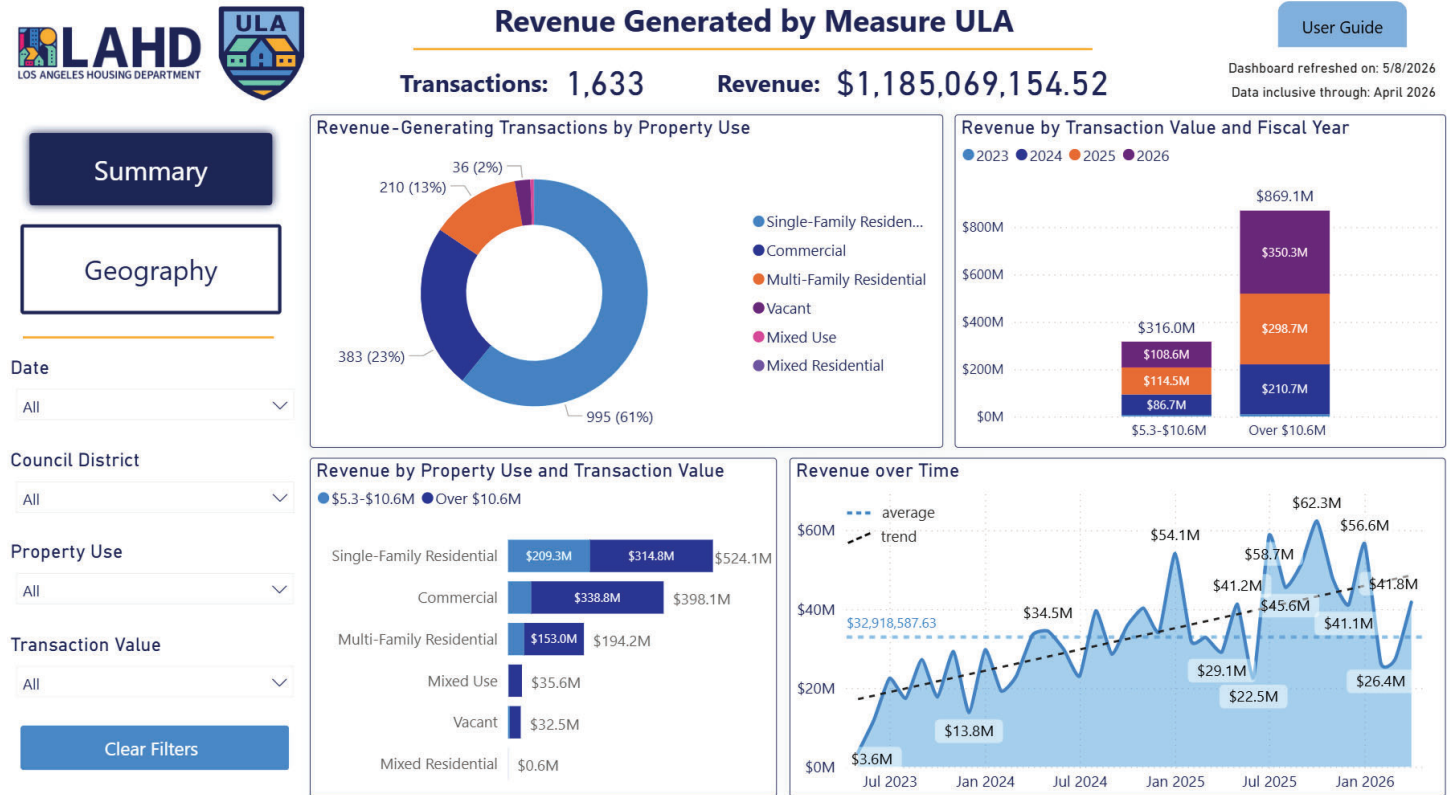 LAHD
LOS ANGELES HOUSING DEPARTMENT
ULA
Revenue Generated by Measure ULA
User Guide
Transactions: 1,633
Revenue: $1,185,069,154.52
Dashboard refreshed on: 5/8/2026
Data inclusive through: April 2026
Summary
Geography
Date
All
Council District
All
Property Use
All
Transaction Value
All
Clear Filters
Revenue-Generating Transactions by Property Use
36 (2%)
210 (13%)
383 (23%)
995 (61%)
Single-Family Residen...
Commercial
Multi-Family Residential
Vacant
Mixed Use
Mixed Residential
Revenue by Transaction Value and Fiscal Year
2023 2024 2025 2026
$800M
$600M
$400M
$200M
$0M
$316.0M
$108.6M
$114.5M
$86.7M
$5.3-$10.6M
$869.1M
$350.3M
$298.7M
$210.7M
Over $10.6M
Revenue by Property Use and Transaction Value
$5.3-$10.6M Over $10.6M
Single-Family Residential $209.3M $314.8M $524.1M
Commercial $338.8M $398.1M
Multi-Family Residential $153.0M $194.2M
Mixed Use $35.6M
Vacant $32.5M
Mixed Residential $0.6M
Revenue over Time
average
trend
$60M
$40M
$20M
$0M
$32,918,587.63
$3.6M
$13.8M
$34.5M
$54.1M
$29.1M
$41.2M
$22.5M
$58.7M
$45.6M
$62.3M
$41.1M
$56.6M
$26.4M
$41.8M
Jul 2023
Jan 2024
Jul 2024
Jan 2025
Jul 2025
Jan 2026